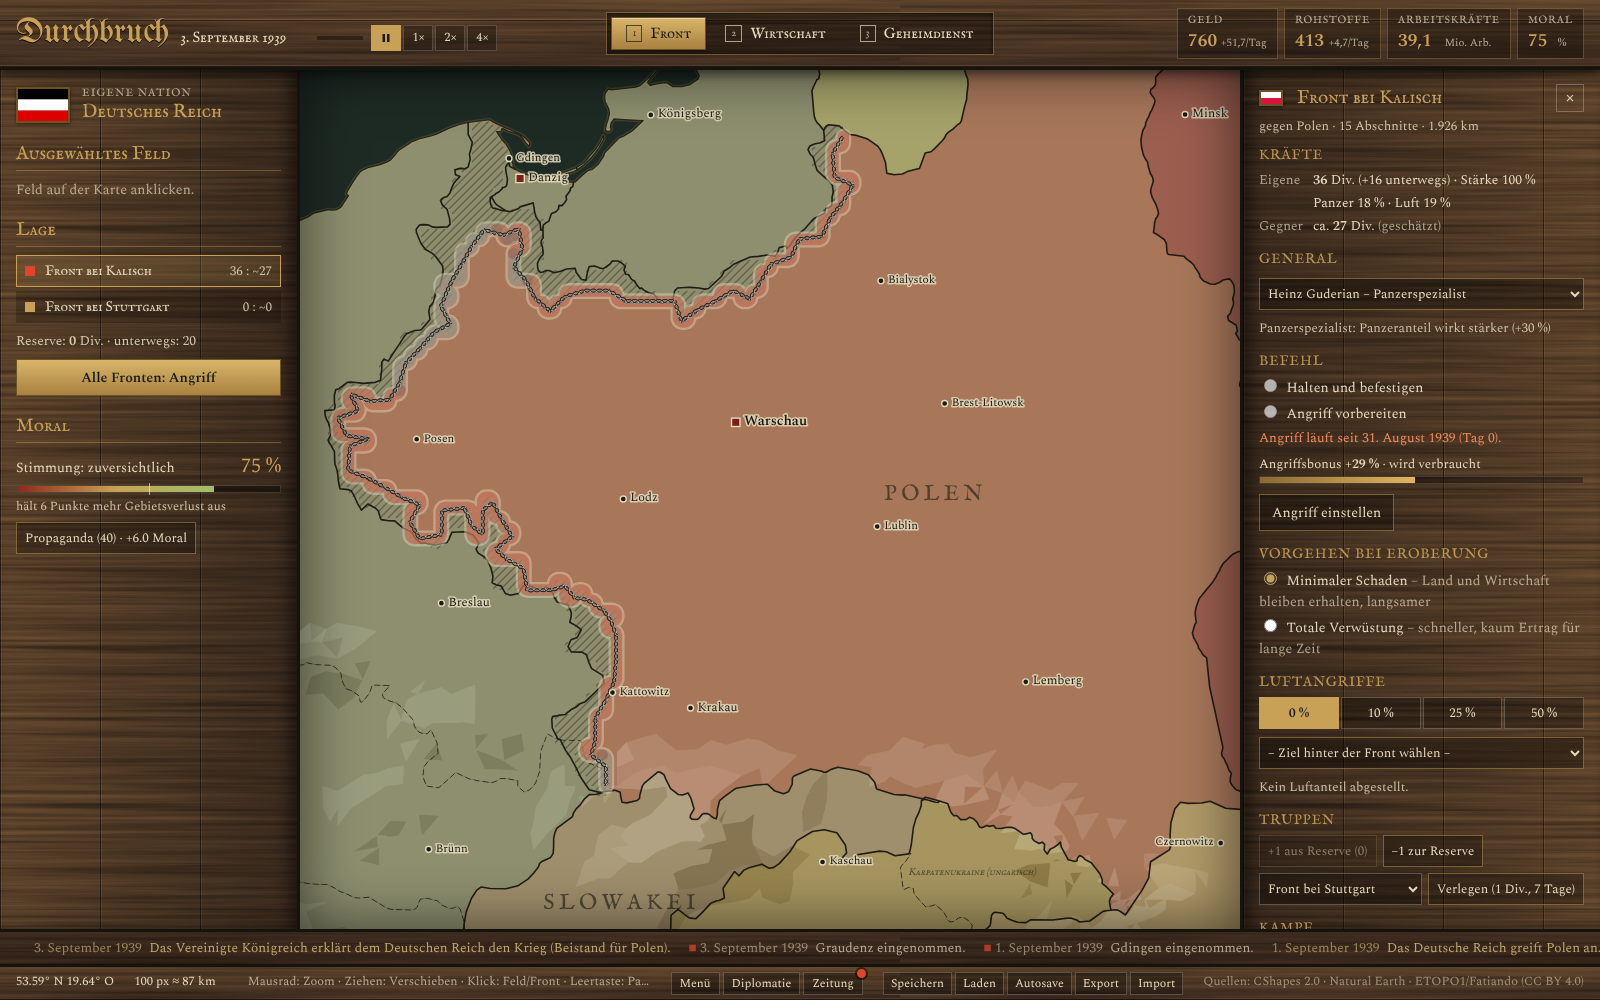 Durchbruch
3. September 1939
1×
2×
4×
1 Front
2 Wirtschaft
3 Geheimdienst
GELD
760 +51,7/Tag
ROHSTOFFE
413 +4,7/Tag
ARBEITSKRÄFTE
39,1 Mio. Arb.
MORAL
75 %
EIGENE NATION
Deutsches Reich
Ausgewähltes Feld
Feld auf der Karte anklicken.
Lage
Front bei Kalisch 36 : ~27
Front bei Stuttgart 0 : ~0
Reserve: 0 Div. · unterwegs: 20
Alle Fronten: Angriff
Moral
Stimmung: zuversichtlich 75 %
hält 6 Punkte mehr Gebietsverlust aus
Propaganda (40) · +6.0 Moral
Königsberg
Minsk
Gdingen
Danzig
Bialystok
Brest-Litowsk
Warschau
Posen
POLEN
Lodz
Lublin
Breslau
Lemberg
Kattowitz
Krakau
Czernowitz
Brünn
Kaschau
Karpatenukraine (ungarisch)
SLOWAKEI
Front bei Kalisch
×
gegen Polen · 15 Abschnitte · 1.926 km
KRÄFTE
Eigene 36 Div. (+16 unterwegs) · Stärke 100 %
Panzer 18 % · Luft 19 %
Gegner ca. 27 Div. (geschätzt)
GENERAL
Heinz Guderian – Panzerspezialist
Panzerspezialist: Panzeranteil wirkt stärker (+30 %)
BEFEHL
Halten und befestigen
Angriff vorbereiten
Angriff läuft seit 31. August 1939 (Tag 0).
Angriffsbonus +29 % · wird verbraucht
Angriff einstellen
VORGEHEN BEI EROBERUNG
Minimaler Schaden – Land und Wirtschaft
bleiben erhalten, langsamer
Totale Verwüstung – schneller, kaum Ertrag für
lange Zeit
LUFTANGRIFFE
0 %
10 %
25 %
50 %
– Ziel hinter der Front wählen –
Kein Luftanteil abgestellt.
TRUPPEN
+1 aus Reserve (0)
−1 zur Reserve
Front bei Stuttgart
Verlegen (1 Div., 7 Tage)
KAMPF
3. September 1939 Das Vereinigte Königreich erklärt dem Deutschen Reich den Krieg (Beistand für Polen).
3. September 1939 Graudenz eingenommen.
1. September 1939 Gdingen eingenommen.
1. September 1939 Das Deutsche Reich greift Polen an.
53.59° N 19.64° O
100 px ≈ 87 km
Mausrad: Zoom · Ziehen: Verschieben · Klick: Feld/Front · Leertaste: Pa...
Menü
Diplomatie
Zeitung
Speichern
Laden
Autosave
Export
Import
Quellen: CShapes 2.0 · Natural Earth · ETOPO1/Fatiando (CC BY 4.0)